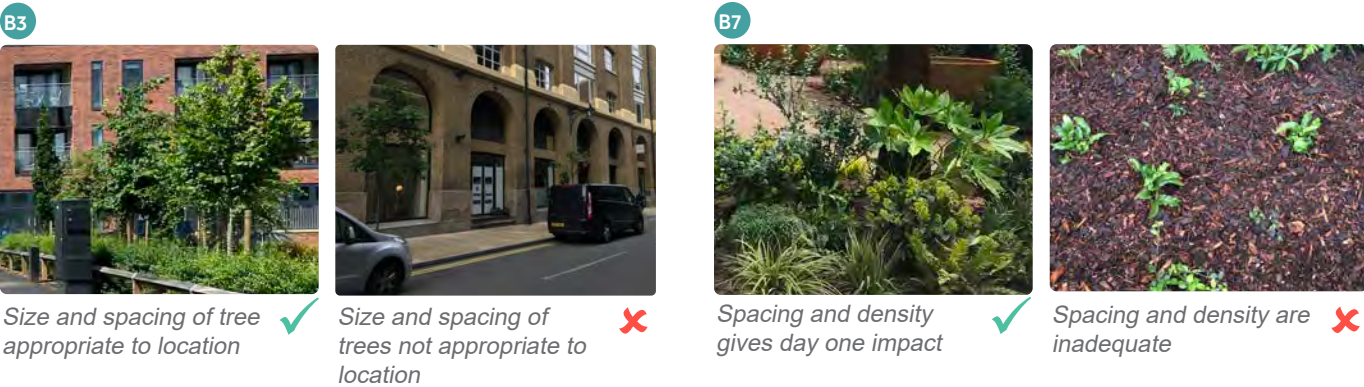 B3
Size and spacing of tree
appropriate to location
Size and spacing of
trees not appropriate to
location
B7
Spacing and density
gives day one impact
Spacing and density are
inadequate